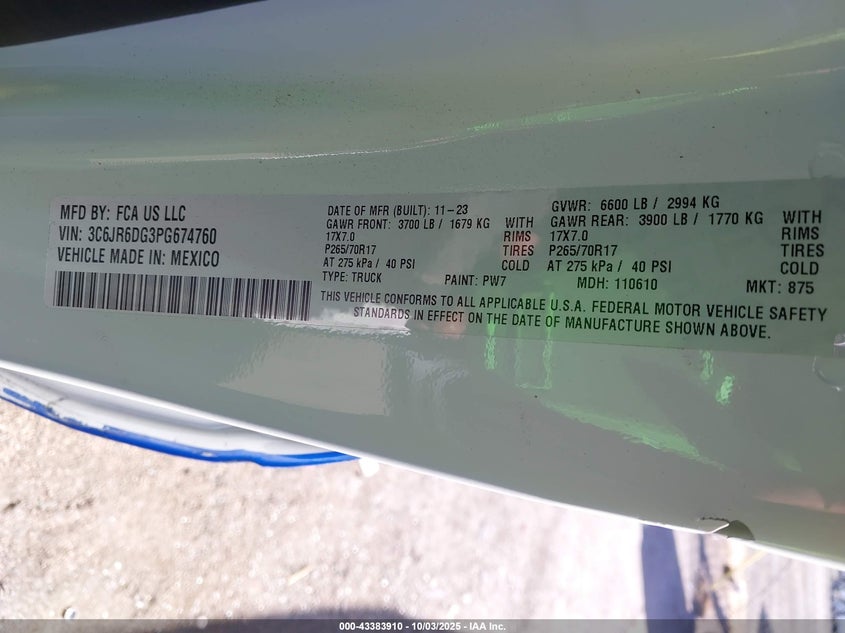 MFD BY: FCA US LLC
VIN: 3C6JR6DG3PG674760
VEHICLE MADE IN: MEXICO
DATE OF MFR (BUILT): 11-23 GVWR: 6600 LB / 2994 KG
GAWR FRONT: 3700 LB / 1679 KG WITH GAWR REAR: 3900 LB / 1770 KG WITH
17X7.0 RIMS 17X7.0 RIMS
P265/70R17 TIRES P265/70R17 TIRES
AT 275 kPa / 40 PSI COLD AT 275 kPa / 40 PSI COLD
TYPE: TRUCK PAINT: PW7 MDH: 110610 MKT: 875
THIS VEHICLE CONFORMS TO ALL APPLICABLE U.S.A. FEDERAL MOTOR VEHICLE SAFETY
STANDARDS IN EFFECT ON THE DATE OF MANUFACTURE SHOWN ABOVE.
000-43383910 - 10/03/2025 - IAA Inc.